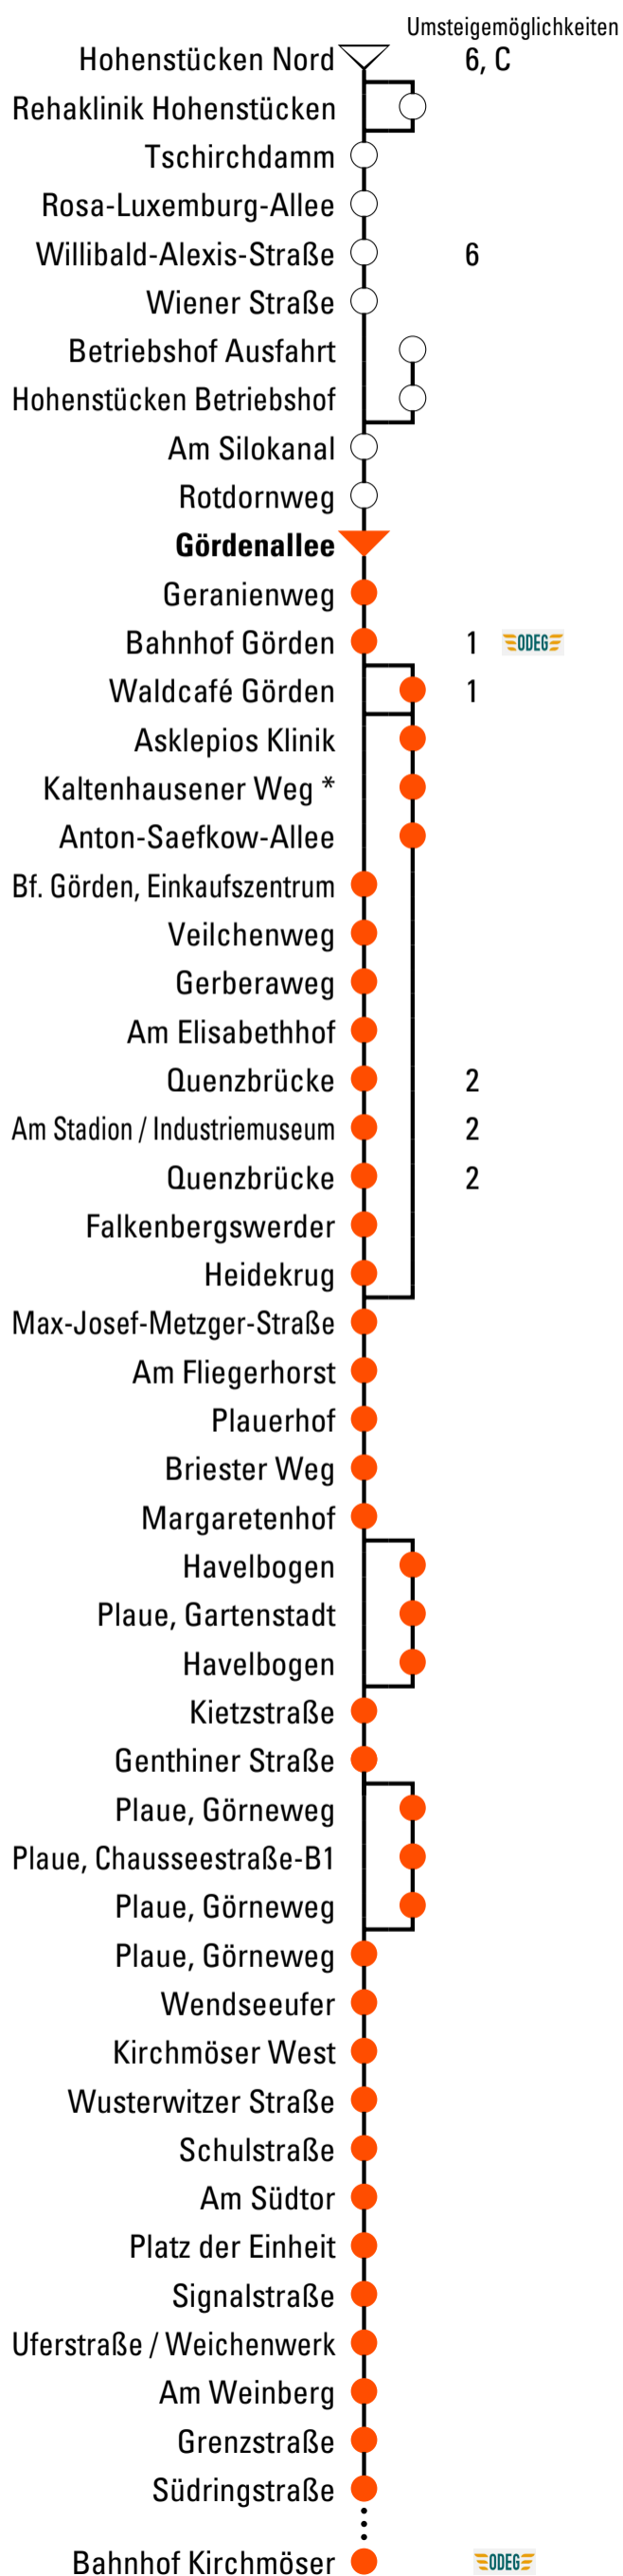 Umsteigemöglichkeiten
Hohenstücken Nord 6, C
Rehaklinik Hohenstücken
Tschirchdamm
Rosa-Luxemburg-Allee
Willibald-Alexis-Straße 6
Wiener Straße
Betriebshof Ausfahrt
Hohenstücken Betriebshof
Am Silokanal
Rotdornweg
Gördenallee
Geranienweg
Bahnhof Görden 1 ODEG
Waldcafé Görden 1
Asklepios Klinik
Kaltenhausener Weg *
Anton-Saefkow-Allee
Bf. Görden, Einkaufszentrum
Veilchenweg
Gerberaweg
Am Elisabethhof
Quenzbrücke 2
Am Stadion / Industriemuseum 2
Quenzbrücke 2
Falkenbergswerder
Heidekrug
Max-Josef-Metzger-Straße
Am Fliegerhorst
Plauerhof
Briester Weg
Margaretenhof
Havelbogen
Plaue, Gartenstadt
Havelbogen
Kietzstraße
Genthiner Straße
Plaue, Görneweg
Plaue, Chausseestraße-B1
Plaue, Görneweg
Plaue, Görneweg
Wendseeufer
Kirchmöser West
Wusterwitzer Straße
Schulstraße
Am Südtor
Platz der Einheit
Signalstraße
Uferstraße / Weichenwerk
Am Weinberg
Grenzstraße
Südringstraße
Bahnhof Kirchmöser ODEG